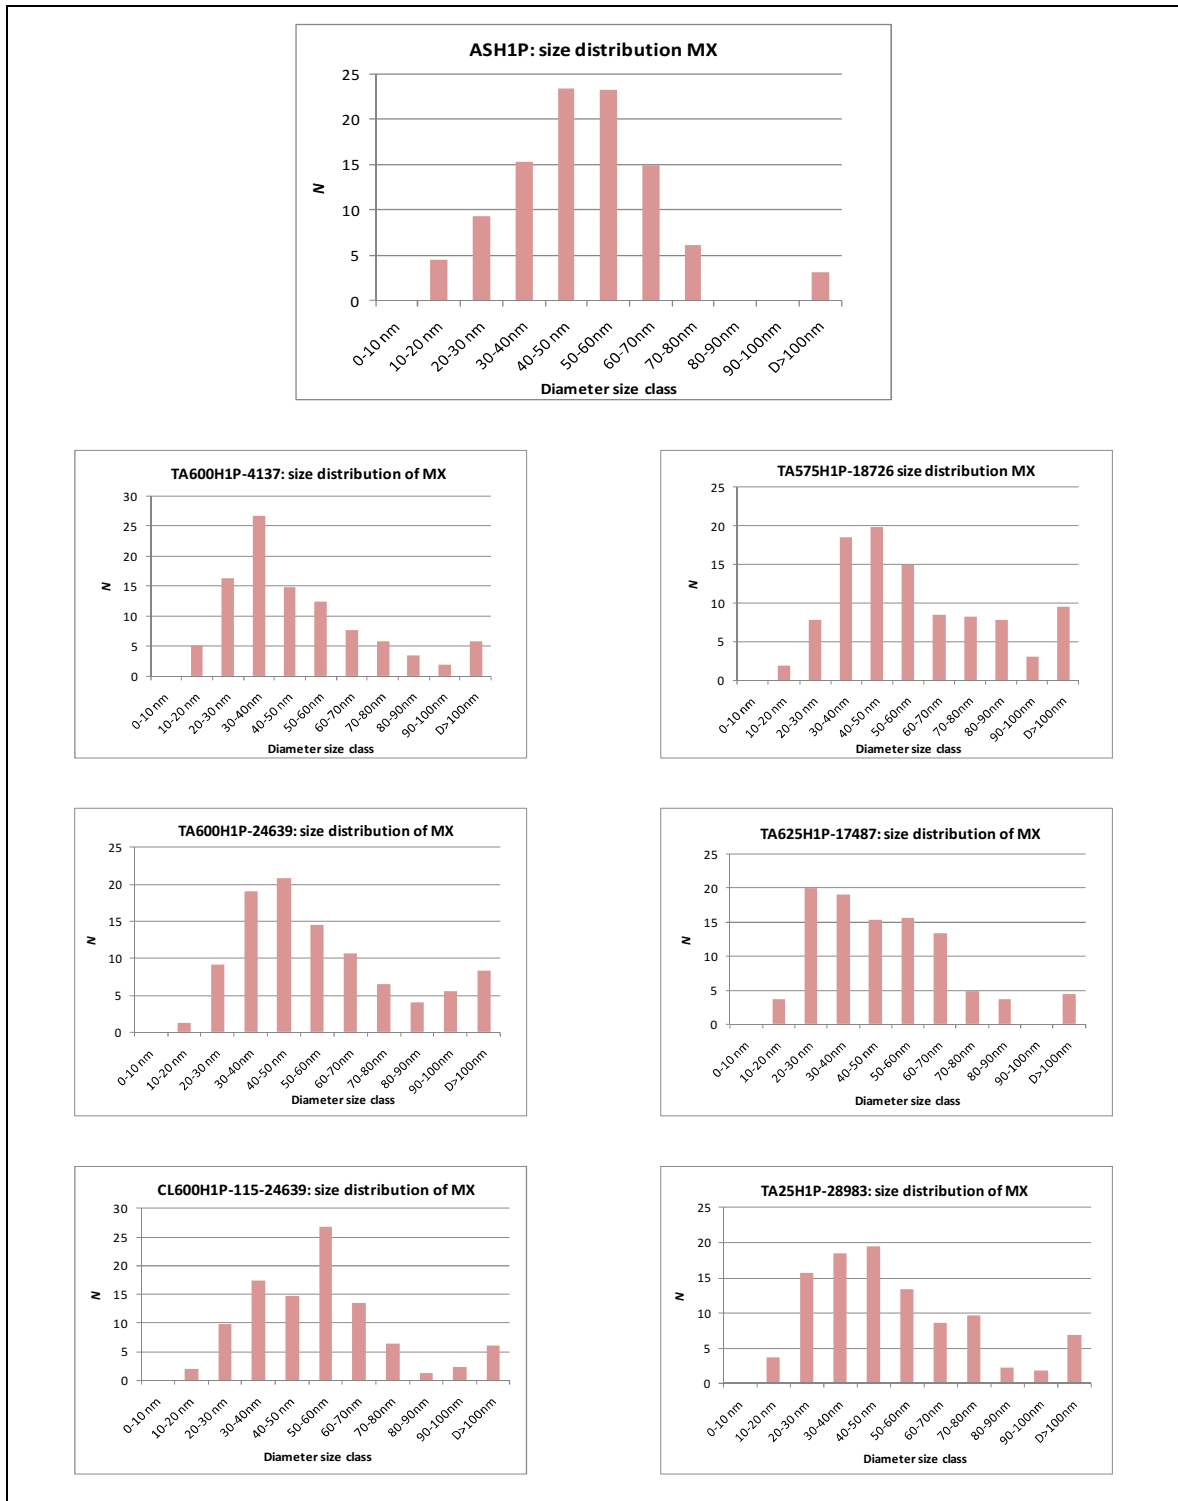 ASH1P: size distribution MX
25
20
15
10
5
0
N
0-10 nm
10-20 nm
20-30 nm
30-40nm
40-50 nm
50-60nm
60-70nm
70-80nm
80-90nm
90-100nm
D>100nm
Diameter size class
TA600H1P-4137: size distribution of MX
30
25
20
15
10
5
0
N
0-10 nm
10-20 nm
20-30 nm
30-40nm
40-50 nm
50-60nm
60-70nm
70-80nm
80-90nm
90-100nm
D>100nm
Diameter size class
TA575H1P-18726 size distribution MX
25
20
15
10
5
0
N
0-10 nm
10-20 nm
20-30 nm
30-40nm
40-50 nm
50-60nm
60-70nm
70-80nm
80-90nm
90-100nm
D>100nm
Diameter size class
TA600H1P-24639: size distribution of MX
25
20
15
10
5
0
N
0-10 nm
10-20 nm
20-30 nm
30-40nm
40-50 nm
50-60nm
60-70nm
70-80nm
80-90nm
90-100nm
D>100nm
Diameter size class
TA625H1P-17487: size distribution of MX
25
20
15
10
5
0
N
0-10 nm
10-20 nm
20-30 nm
30-40nm
40-50 nm
50-60nm
60-70nm
70-80nm
80-90nm
90-100nm
D>100nm
Diameter size class
CL600H1P-115-24639: size distribution of MX
30
25
20
15
10
5
0
N
0-10 nm
10-20 nm
20-30 nm
30-40nm
40-50 nm
50-60nm
60-70nm
70-80nm
80-90nm
90-100nm
D>100nm
Diameter size class
TA25H1P-28983: size distribution of MX
25
20
15
10
5
0
N
0-10 nm
10-20 nm
20-30 nm
30-40nm
40-50 nm
50-60nm
60-70nm
70-80nm
80-90nm
90-100nm
D>100nm
Diameter size class